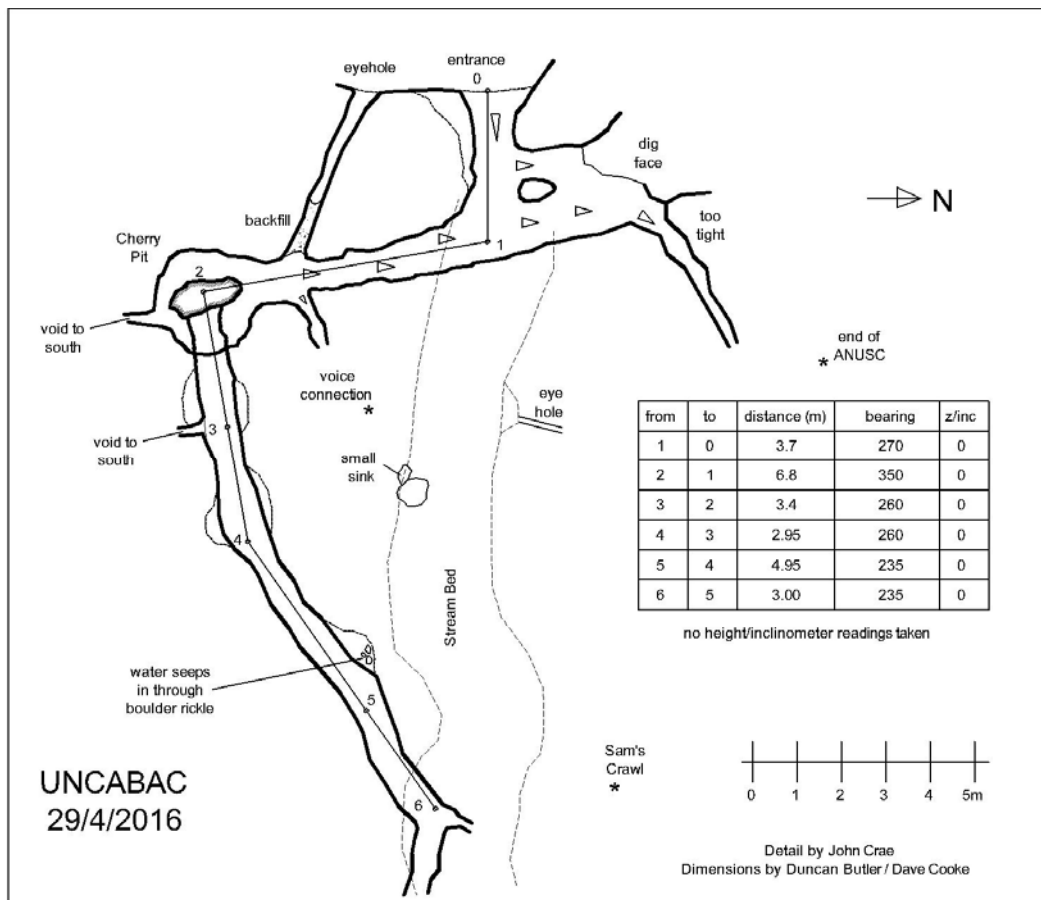 entrance
0
eyehole
dig
face
too
tight
N
backfill
Cherry
Pit
1
2
void to
south
end of
* ANUSC
voice
connection
*
eye
hole
3
void to
south
small
sink
from to distance (m) bearing z/inc
1 0 3.7 270 0
2 1 6.8 350 0
3 2 3.4 260 0
4 3 2.95 260 0
5 4 4.95 235 0
6 5 3.00 235 0
no height/inclinometer readings taken
4
Stream Bed
water seeps
in through
boulder rickle
5
6
Sam's
Crawl
*
0 1 2 3 4 5m
UNCABAC
29/4/2016
Detail by John Crae
Dimensions by Duncan Butler / Dave Cooke